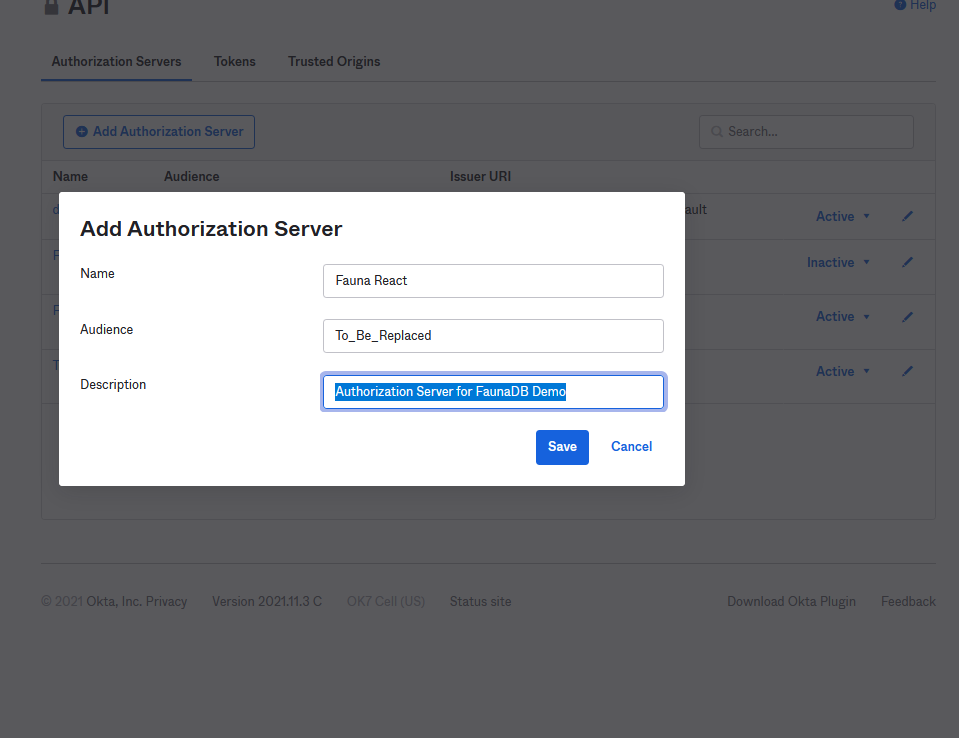 API
Help
Authorization Servers Tokens Trusted Origins
Add Authorization Server
Search...
Name Audience Issuer URI
ault
Active
Inactive
Active
Active
Add Authorization Server
Name
Fauna React
Audience
To_Be_Replaced
Description
Authorization Server for FaunaDB Demo
Save Cancel
© 2021 Okta, Inc. Privacy Version 2021.11.3 C OK7 Cell (US) Status site Download Okta Plugin Feedback